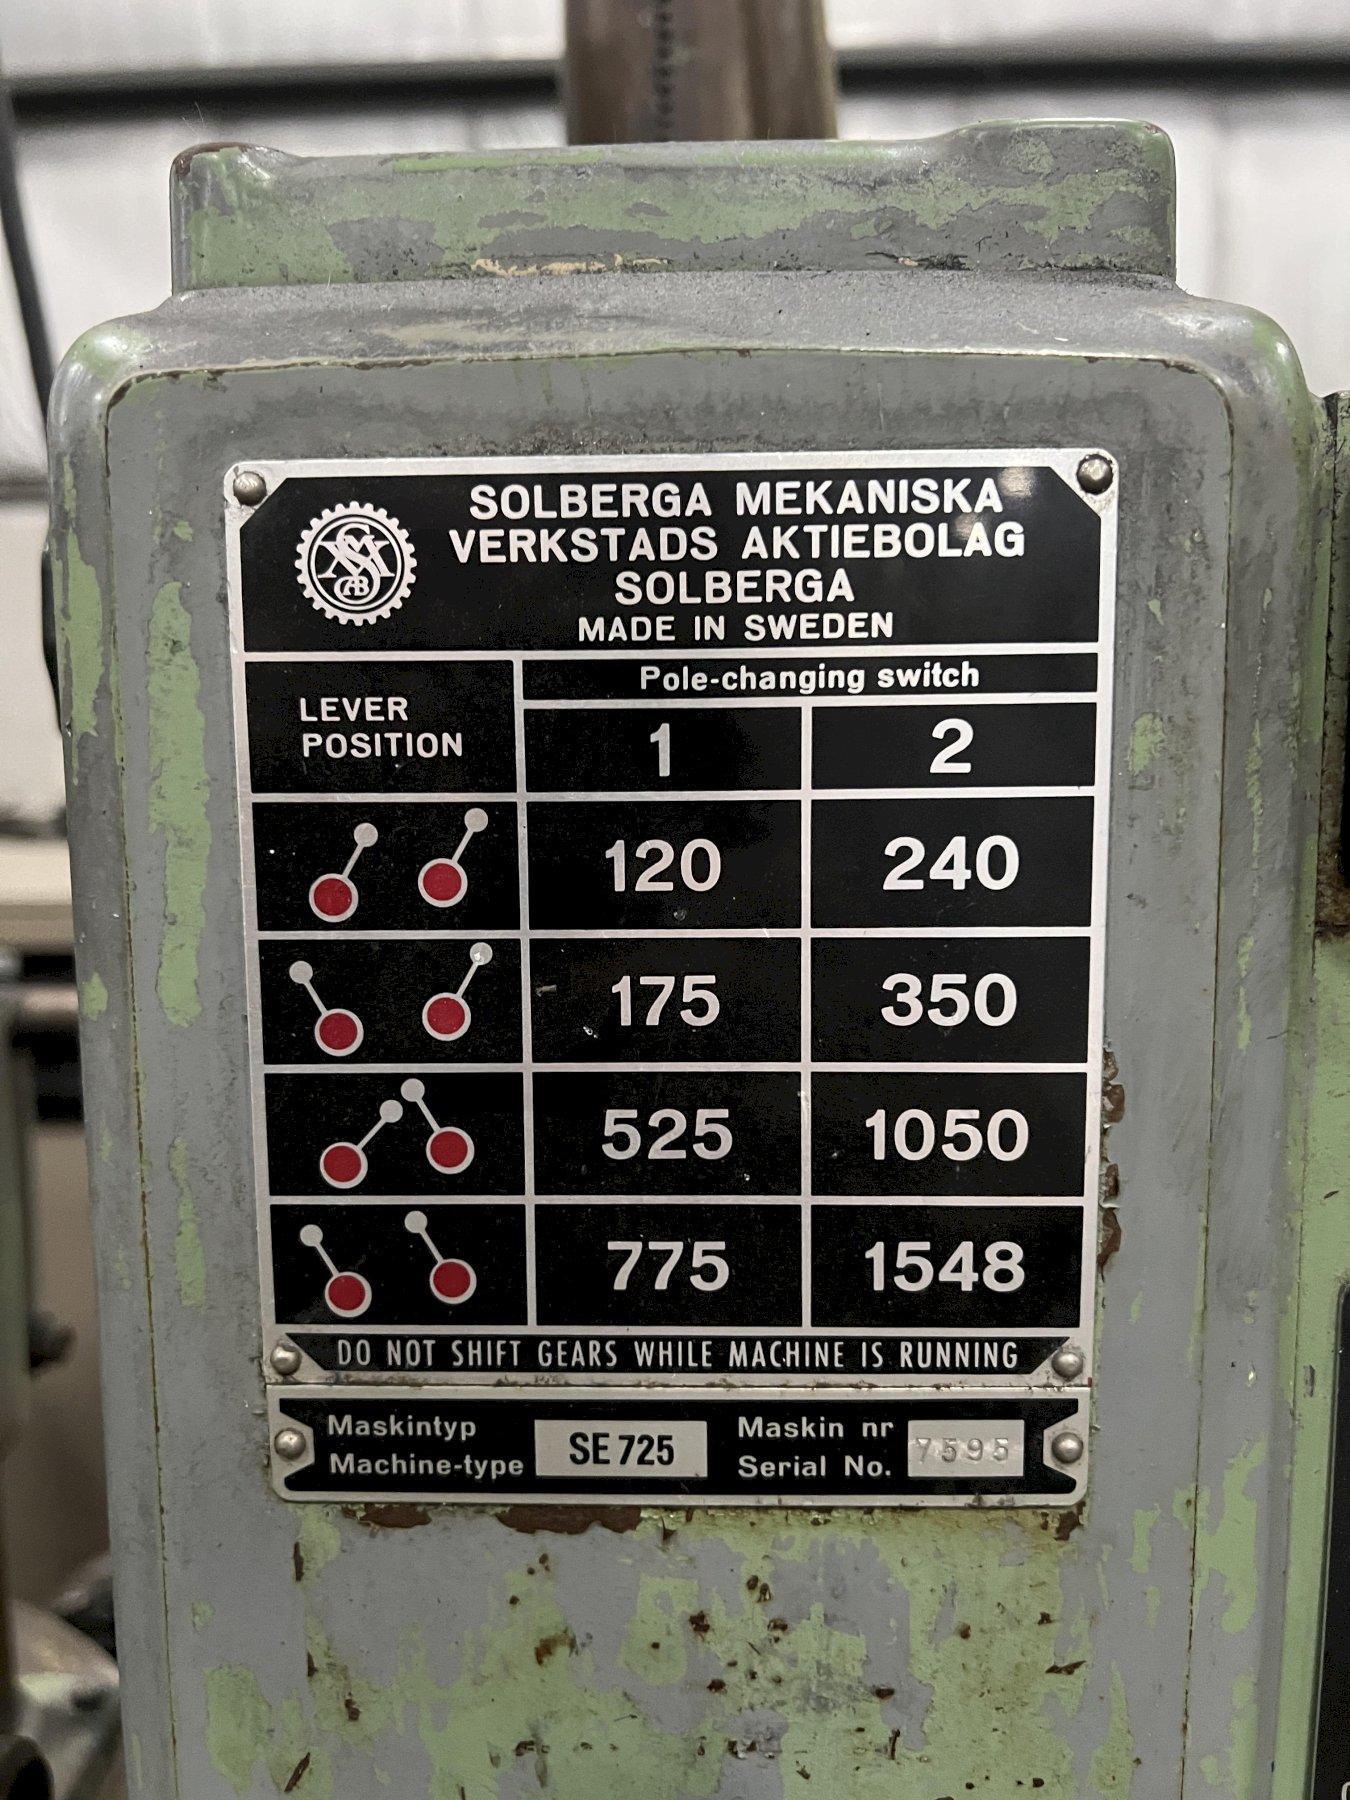 SOLBERGA MEKANISKA
VERKSTADS AKTIEBOLAG
SOLBERGA
MADE IN SWEDEN
LEVER
POSITION
Pole-changing switch
1 2
120 240
175 350
525 1050
775 1548
DO NOT SHIFT GEARS WHILE MACHINE IS RUNNING
Maskintyp
Machine-type
SE 725
Maskin nr
Serial No.
7595